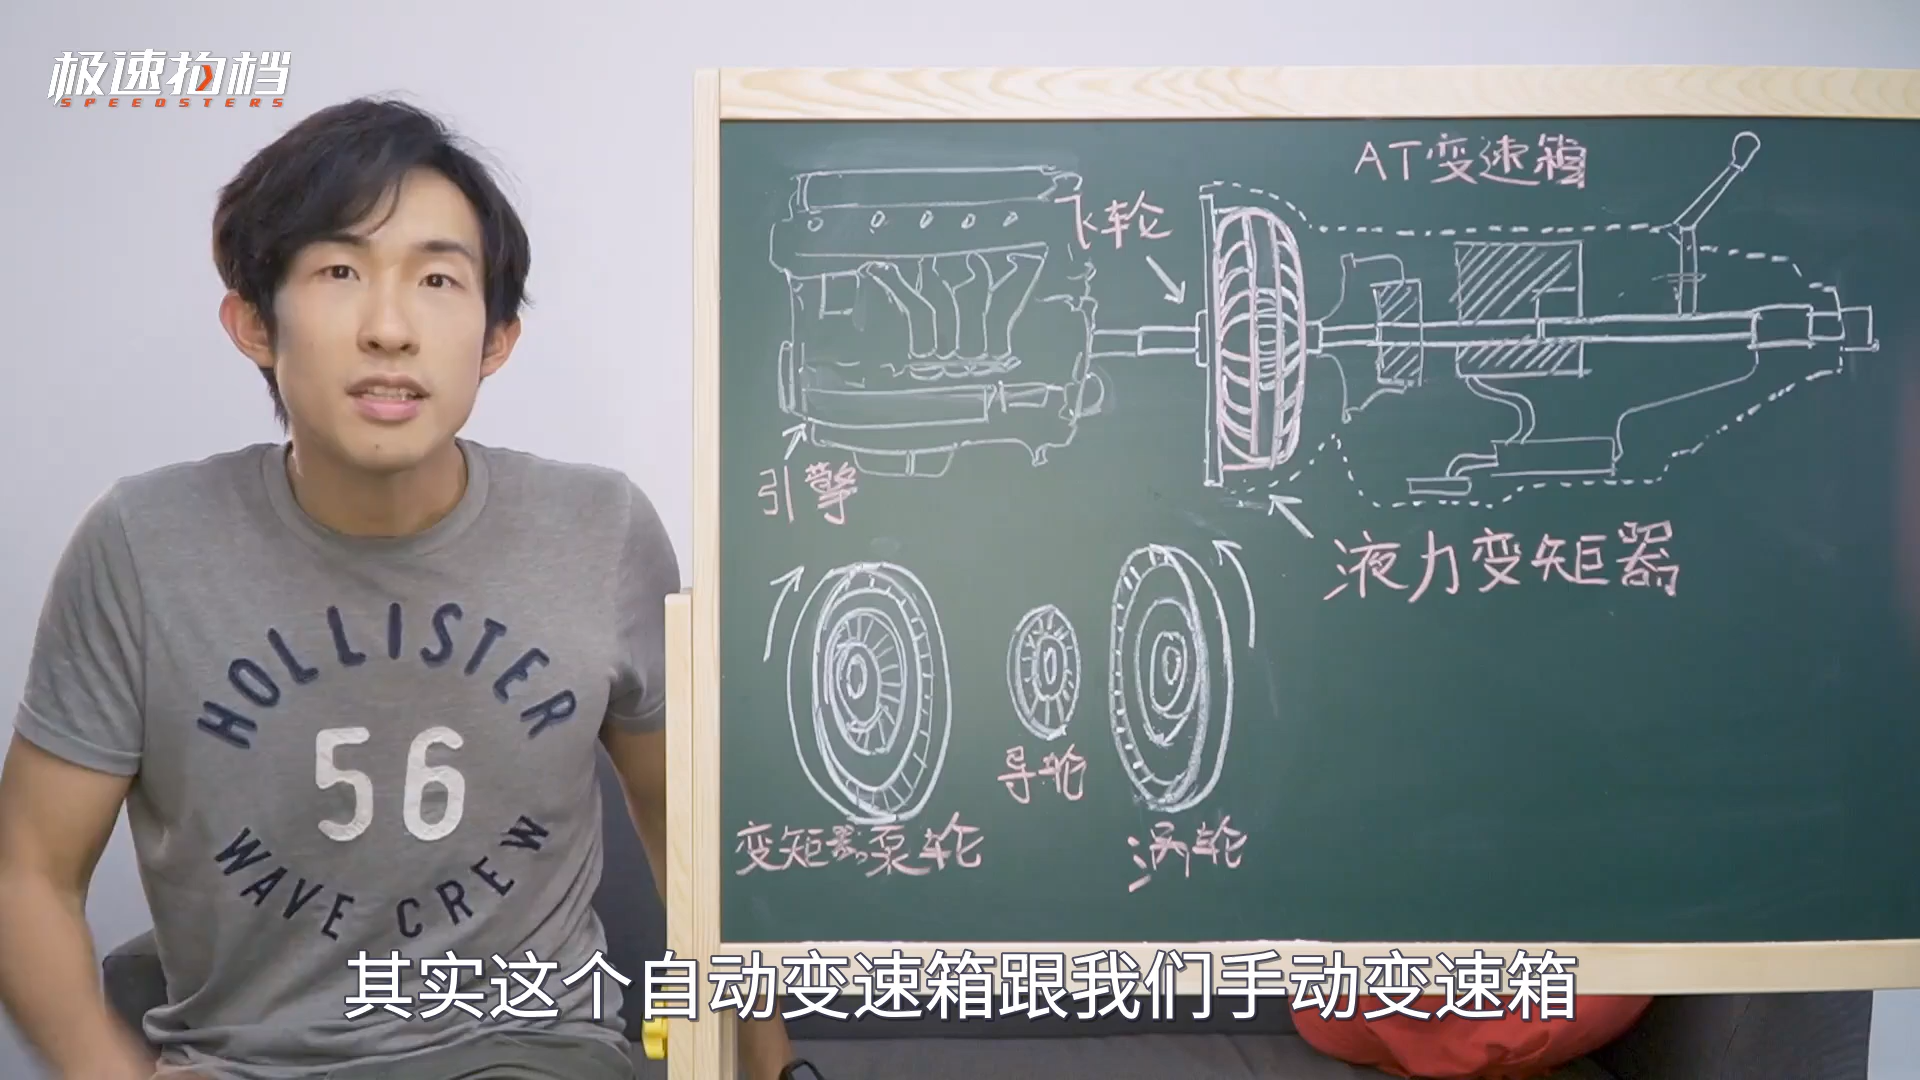 极速拍档
SPEEDSTERS
AT变速箱
飞轮
引擎
液力变矩器
导轮
变矩器泵轮
涡轮
HOLLISTER
56
WAVE CREW
其实这个自动变速箱跟我们手动变速箱